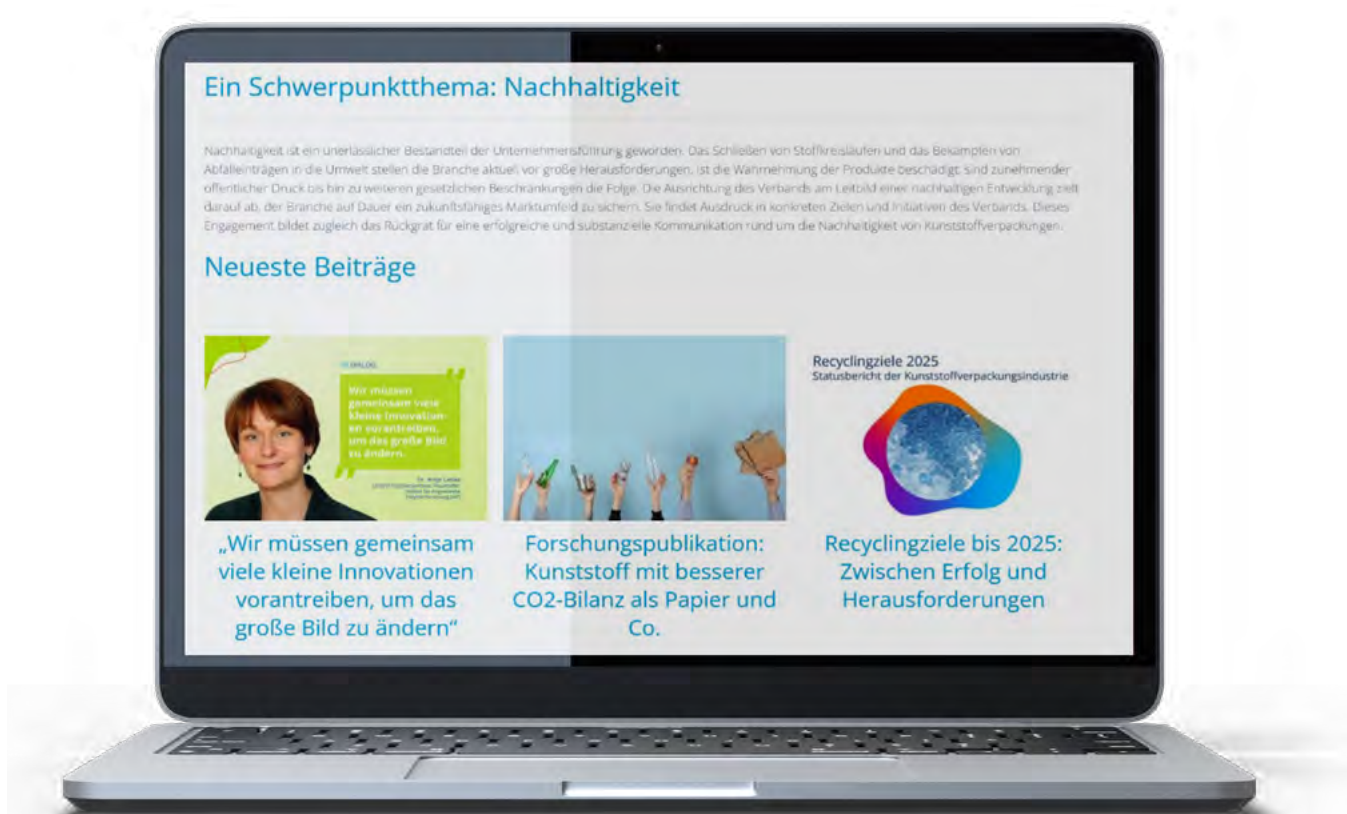 Ein Schwerpunktthema: Nachhaltigkeit
Nachhaltigkeit ist ein unerlässlicher Bestandteil der Unternehmensführung geworden. Das Schließen von Stoffkreisläufen und das Bekämpfen von
Abfalleinträgen in die Umwelt stellen die Branche aktuell vor große Herausforderungen. Ist die Wahrnehmung der Produkte beschädigt, sind zunehmender
öffentlicher Druck bis hin zu weiteren gesetzlichen Beschränkungen die Folge. Die Ausrichtung des Verbands am Leitbild einer nachhaltigen Entwicklung zielt
darauf ab, der Branche auf Dauer ein zukunftsfähiges Marktumfeld zu sichern. Sie findet Ausdruck in konkreten Zielen und Initiativen des Verbands. Dieses
Engagement bildet zugleich das Rückgrat für eine erfolgreiche und substanzielle Kommunikation rund um die Nachhaltigkeit von Kunststoffverpackungen.
Neueste Beiträge
DIALOG
Wir müssen
gemeinsam viele
kleine Innovation-
en vorantreiben,
um das große Bild
zu ändern.
Recyclingziele 2025
Statusbericht der Kunststoffverpackungsindustrie
„Wir müssen gemeinsam
viele kleine Innovationen
vorantreiben, um das
große Bild zu ändern“
Forschungspublikation:
Kunststoff mit besserer
CO2-Bilanz als Papier und
Co.
Recyclingziele bis 2025:
Zwischen Erfolg und
Herausforderungen